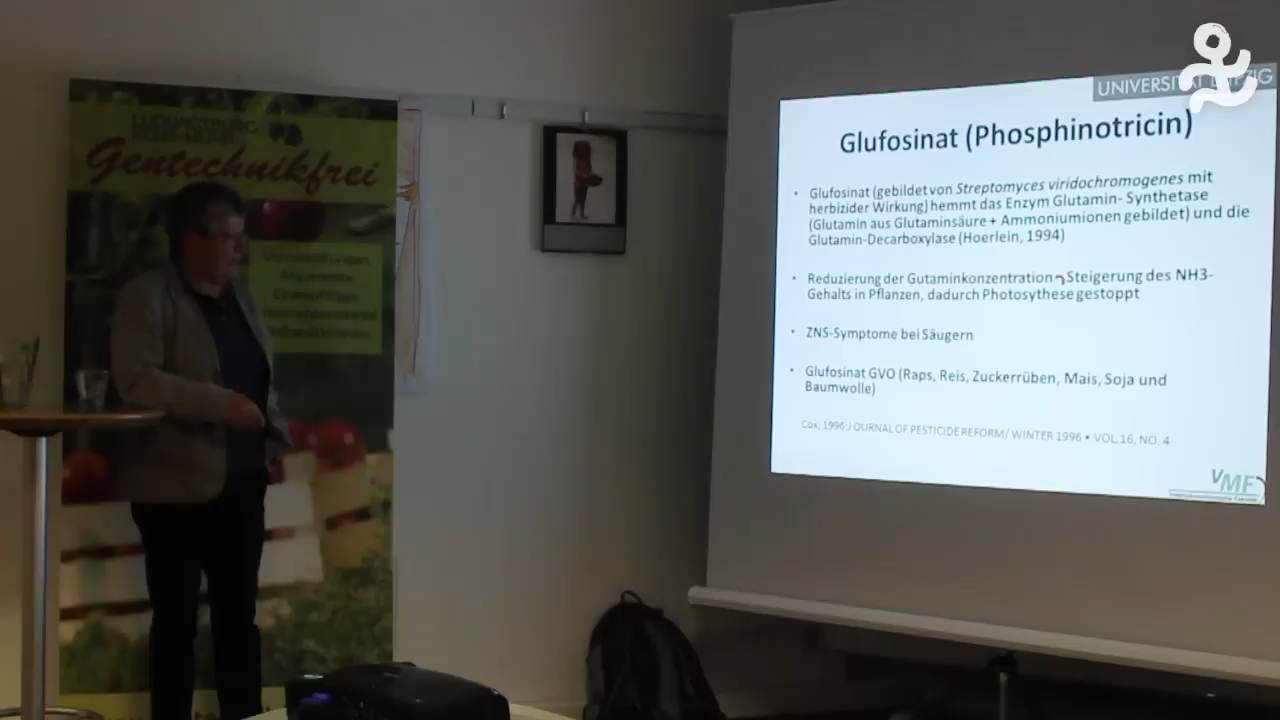 Gentechnikfrei
Argumente
UNIVERSITÄT LEIPZIG
Glufosinat (Phosphinotricin)
• Glufosinat (gebildet von Streptomyces viridochromogenes mit
herbizider Wirkung) hemmt das Enzym Glutamin- Synthetase
(Glutamin aus Glutaminsäure + Ammoniumionen gebildet) und die
Glutamin-Decarboxylase (Hoerlein, 1994)
• Reduzierung der Gutaminkonzentration Steigerung des NH3-
Gehalts in Pflanzen, dadurch Photosythese gestoppt
• ZNS-Symptome bei Säugern
• Glufosinat GVO (Raps, Reis, Zuckerrüben, Mais, Soja und
Baumwolle)
Cox, 1996:J OURNAL OF PESTICIDE REFORM/ WINTER 1996 • VOL.16, NO. 4
VMF